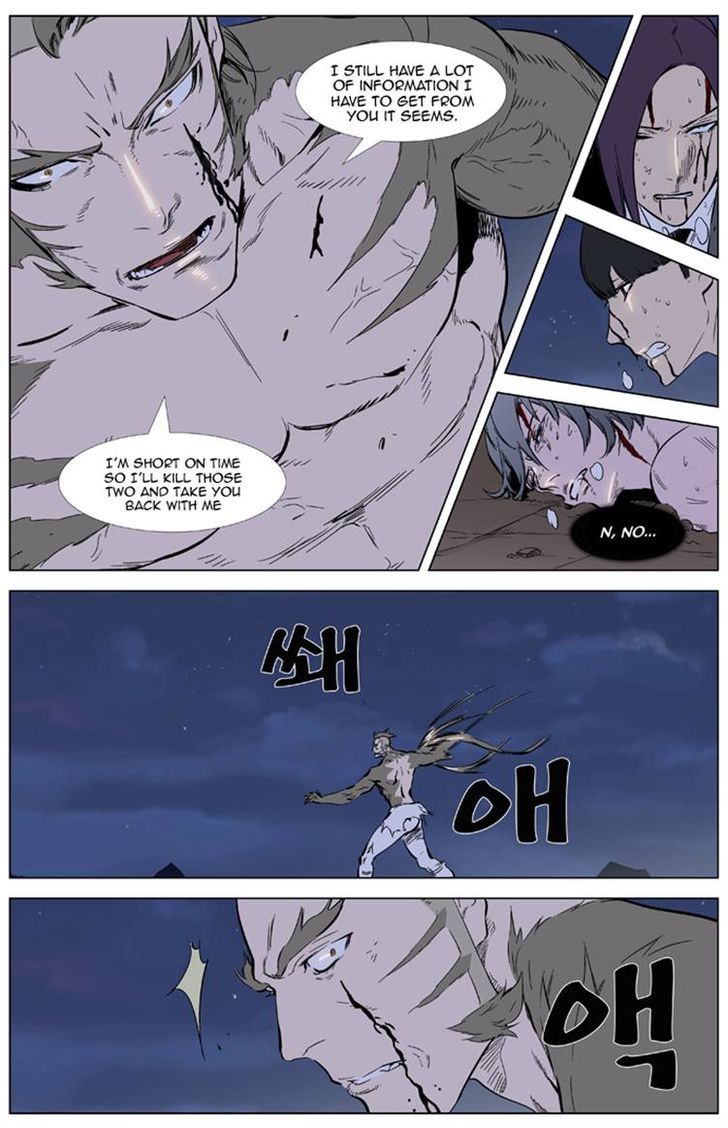 I STILL HAVE A LOT
OF INFORMATION I
HAVE TO GET FROM
YOU IT SEEMS.
I'M SHORT ON TIME
SO I'LL KILL THOSE
TWO AND TAKE YOU
BACK WITH ME
N, NO...
쐐
애
액